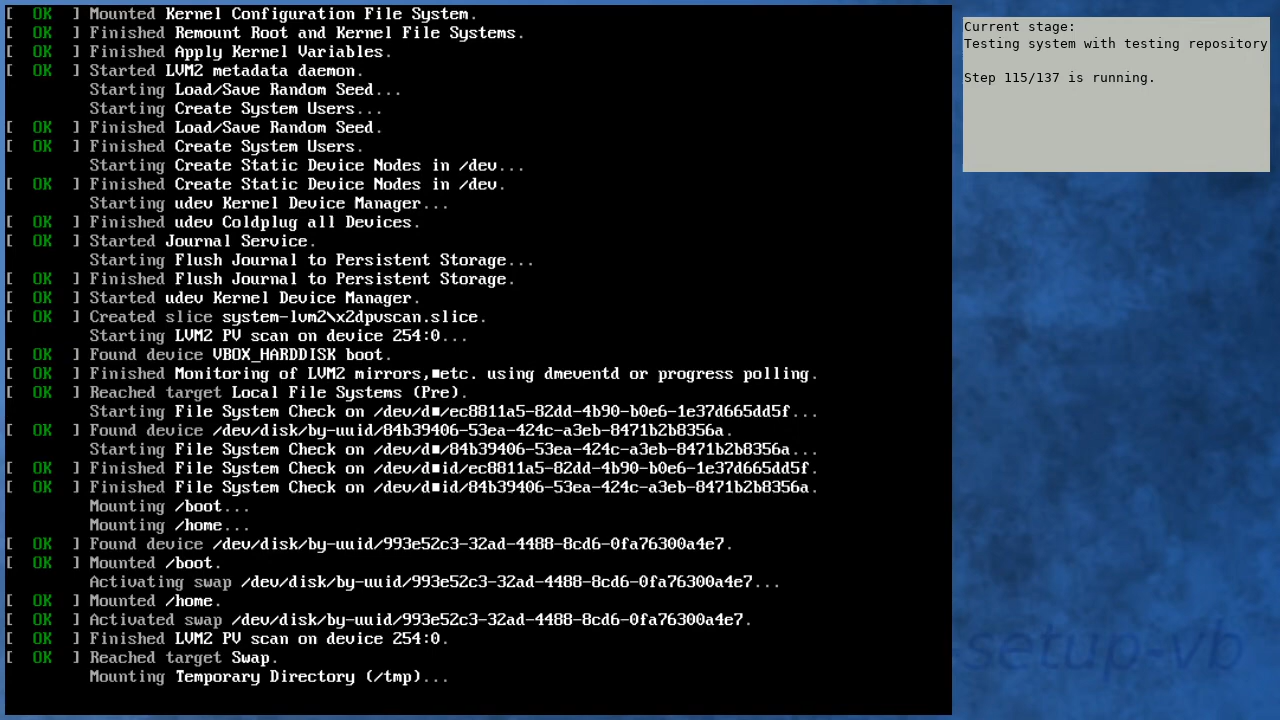 [  OK  ] Mounted Kernel Configuration File System.
[  OK  ] Finished Remount Root and Kernel File Systems.
[  OK  ] Finished Apply Kernel Variables.
[  OK  ] Started LVM2 metadata daemon.
Starting Load/Save Random Seed...
Starting Create System Users...
[  OK  ] Finished Load/Save Random Seed.
[  OK  ] Finished Create System Users.
Starting Create Static Device Nodes in /dev...
[  OK  ] Finished Create Static Device Nodes in /dev.
Starting udev Kernel Device Manager...
[  OK  ] Finished udev Coldplug all Devices.
[  OK  ] Started Journal Service.
Starting Flush Journal to Persistent Storage...
[  OK  ] Finished Flush Journal to Persistent Storage.
[  OK  ] Started udev Kernel Device Manager.
[  OK  ] Created slice system-lvm2\x2dpvscan.slice.
Starting LVM2 PV scan on device 254:0...
[  OK  ] Found device VBOX_HARDDISK boot.
[  OK  ] Finished Monitoring of LVM2 mirrors,■etc. using dmeventd or progress polling.
[  OK  ] Reached target Local File Systems (Pre).
Starting File System Check on /dev/d■/ec8811a5-82dd-4b90-b0e6-1e37d665dd5f...
[  OK  ] Found device /dev/disk/by-uuid/84b39406-53ea-424c-a3eb-8471b2b8356a.
Starting File System Check on /dev/d■/84b39406-53ea-424c-a3eb-8471b2b8356a...
[  OK  ] Finished File System Check on /dev/d■id/ec8811a5-82dd-4b90-b0e6-1e37d665dd5f.
[  OK  ] Finished File System Check on /dev/d■id/84b39406-53ea-424c-a3eb-8471b2b8356a.
Mounting /boot...
Mounting /home...
[  OK  ] Found device /dev/disk/by-uuid/993e52c3-32ad-4488-8cd6-0fa76300a4e7.
[  OK  ] Mounted /boot.
Activating swap /dev/disk/by-uuid/993e52c3-32ad-4488-8cd6-0fa76300a4e7...
[  OK  ] Mounted /home.
[  OK  ] Activated swap /dev/disk/by-uuid/993e52c3-32ad-4488-8cd6-0fa76300a4e7.
[  OK  ] Finished LVM2 PV scan on device 254:0.
[  OK  ] Reached target Swap.
Mounting Temporary Directory (/tmp)...
Current stage:
Testing system with testing repository
Step 115/137 is running.
-setup-vb